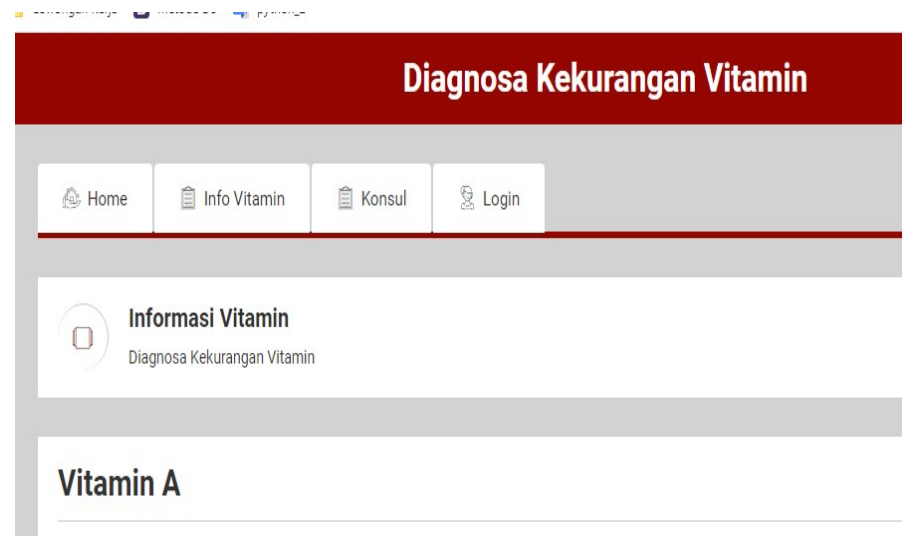 Diagnosa Kekurangan Vitamin
Home Info Vitamin Konsul Login
Informasi Vitamin
Diagnosa Kekurangan Vitamin
Vitamin A